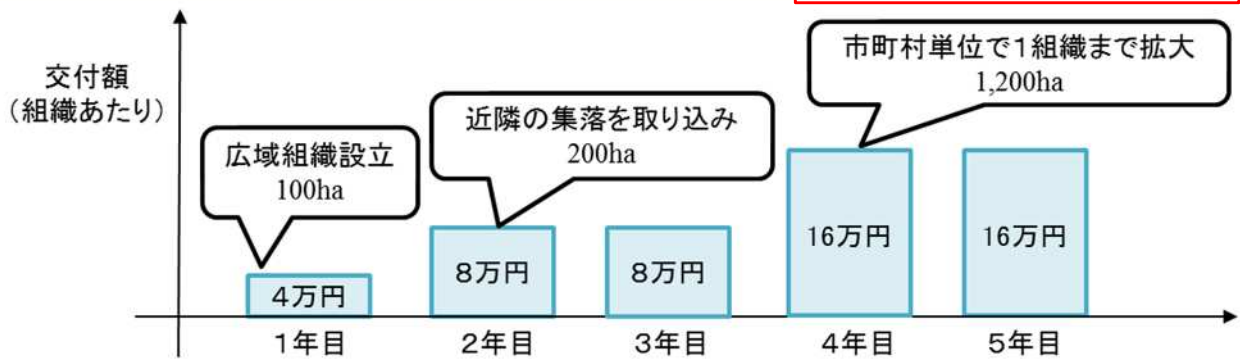 交付額
（組織あたり）
広域組織設立
100ha
近隣の集落を取り込み
200ha
市町村単位で１組織まで拡大
1,200ha
４万円
８万円
８万円
16万円
16万円
１年目
２年目
３年目
４年目
５年目